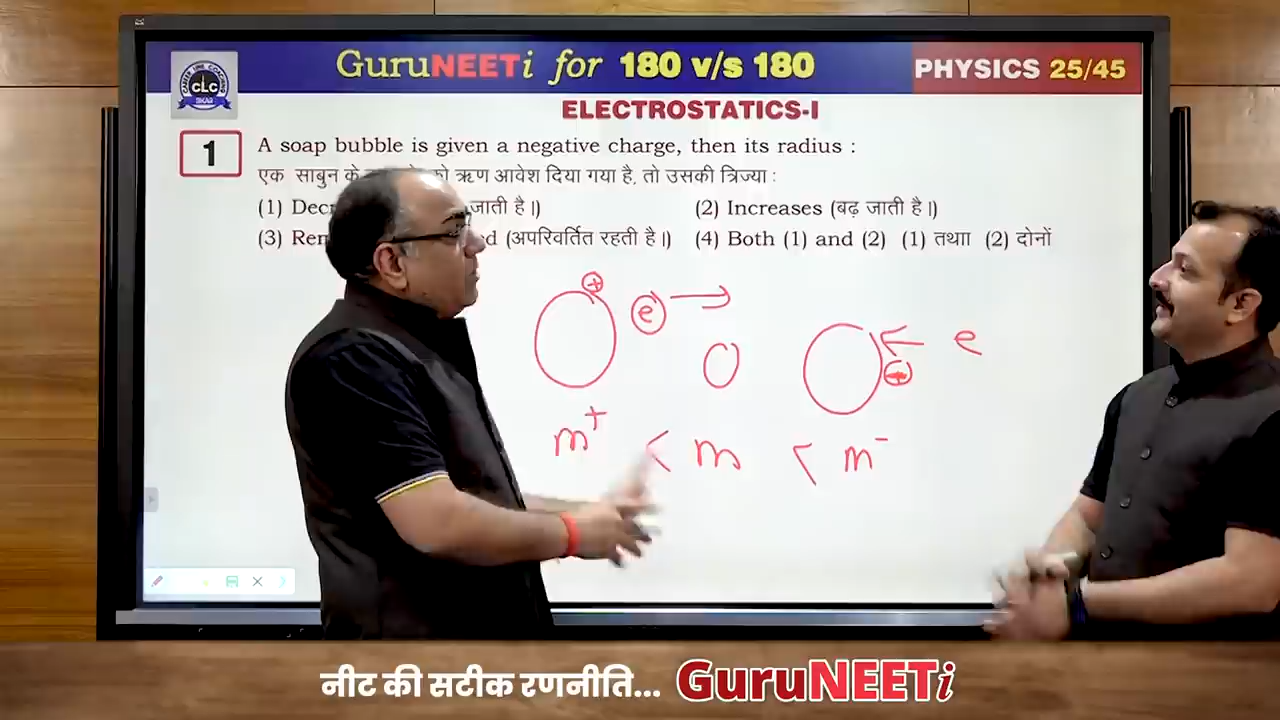 GuruNEETi for 180 v/s 180
PHYSICS 25/45
CLC
SIKAR
ELECTROSTATICS-I
1 A soap bubble is given a negative charge, then its radius :
एक साबुन के को ऋण आवेश दिया गया है, तो उसकी त्रिज्या :
(1) जाती है।) (2) Increases (बढ़ जाती है।)
(3) (अपरिवर्तित रहती है।) (4) Both (1) and (2) (1) तथाा (2) दोनों
+ e → e
+
m⁺ < m < m⁻
नीट की सटीक रणनीति... GuruNEETi